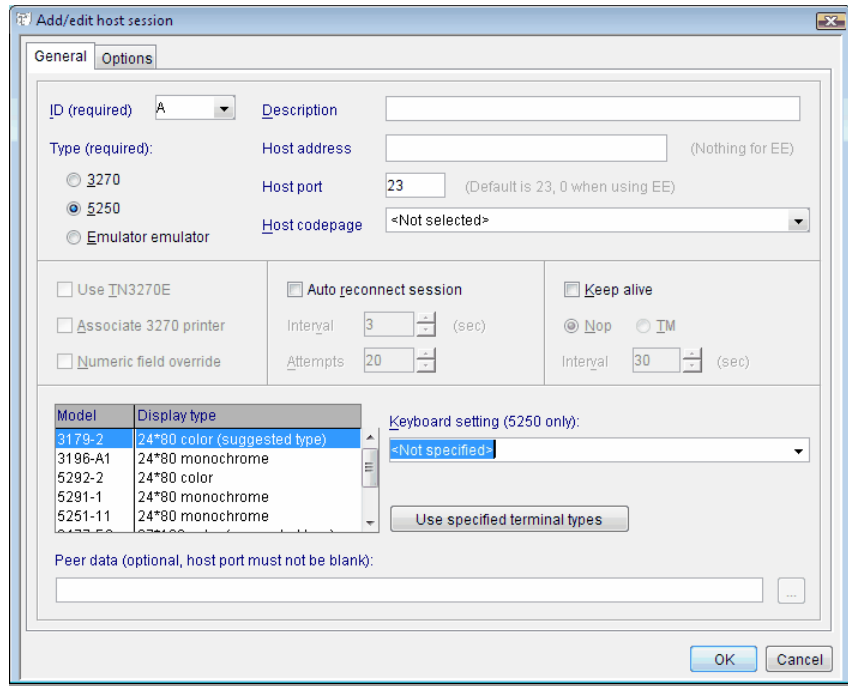 Add/edit host session
General Options
ID (required) A Description
Type (required): Host address (Nothing for EE)
3270
Host port 23 (Default is 23, 0 when using EE)
5250
Host codepage <Not selected>
Emulator emulator
Use TN3270E Auto reconnect session Keep alive
Associate 3270 printer Interval 3 (sec) Nop TM
Numeric field override Attempts 20 Interval 30 (sec)
Model Display type Keyboard setting (5250 only):
3179-2 24*80 color (suggested type)
<Not specified>
3196-A1 24*80 monochrome
5292-2 24*80 color
5291-1 24*80 monochrome
5251-11 24*80 monochrome
Use specified terminal types
Peer data (optional, host port must not be blank):
...
OK Cancel